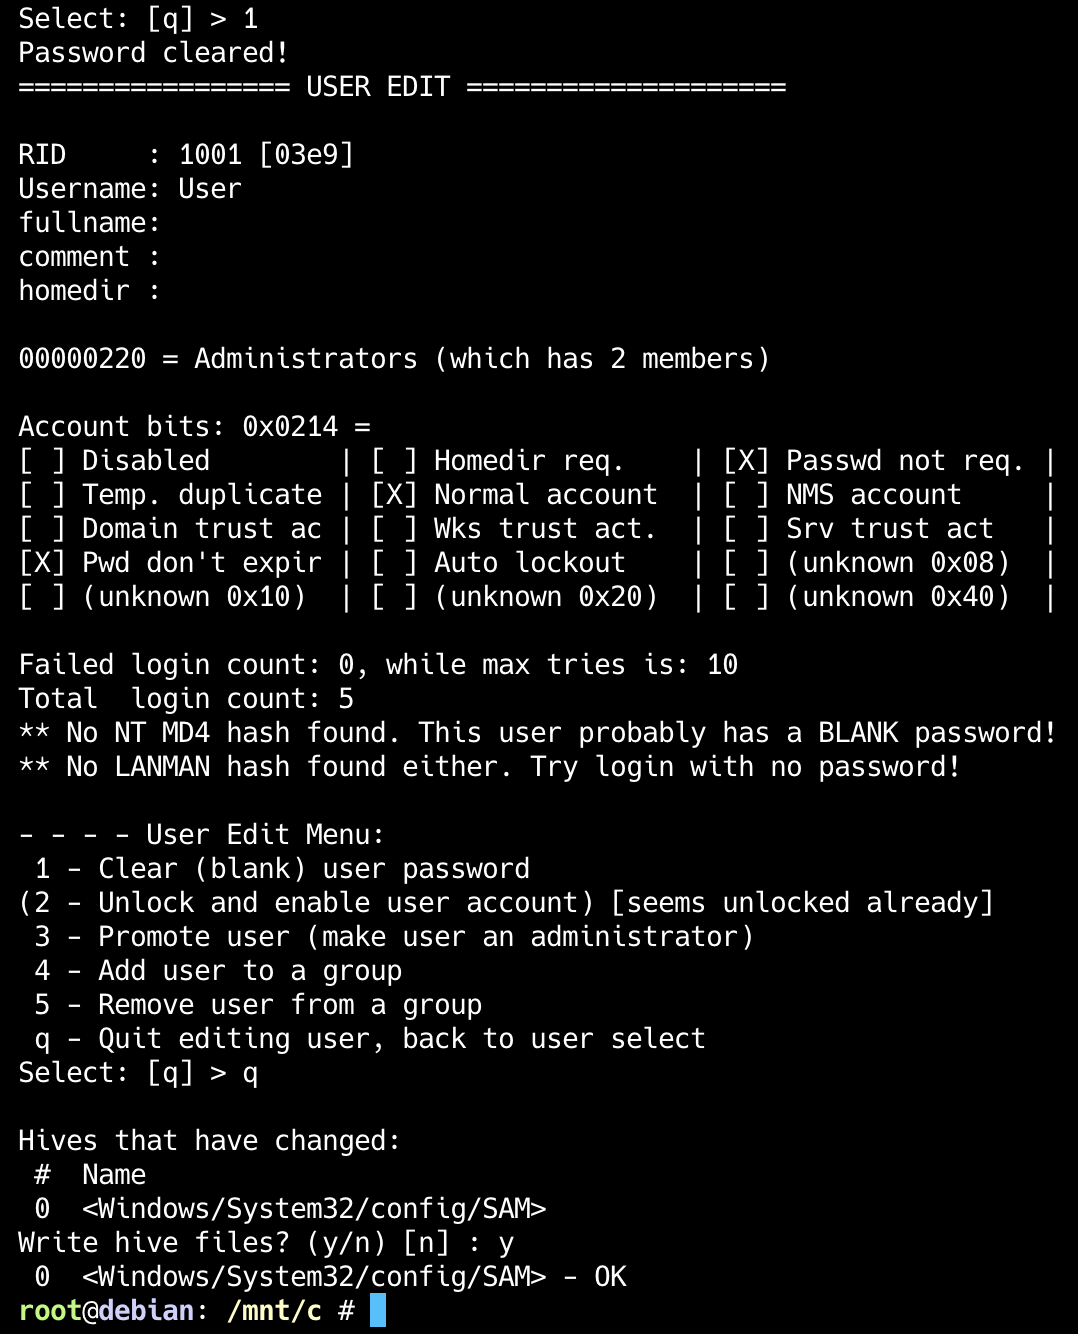 Select: [q] > 1
Password cleared!
================= USER EDIT ====================
RID     : 1001 [03e9]
Username: User
fullname:
comment :
homedir :
00000220 = Administrators (which has 2 members)
Account bits: 0x0214 =
[ ] Disabled        | [ ] Homedir req.    | [X] Passwd not req. |
[ ] Temp. duplicate | [X] Normal account  | [ ] NMS account     |
[ ] Domain trust ac | [ ] Wks trust act.  | [ ] Srv trust act   |
[X] Pwd don't expir | [ ] Auto lockout    | [ ] (unknown 0x08)  |
[ ] (unknown 0x10)  | [ ] (unknown 0x20)  | [ ] (unknown 0x40)  |
Failed login count: 0, while max tries is: 10
Total  login count: 5
** No NT MD4 hash found. This user probably has a BLANK password!
** No LANMAN hash found either. Try login with no password!
- - - - User Edit Menu:
 1 - Clear (blank) user password
(2 - Unlock and enable user account) [seems unlocked already]
 3 - Promote user (make user an administrator)
 4 - Add user to a group
 5 - Remove user from a group
 q - Quit editing user, back to user select
Select: [q] > q
Hives that have changed:
 #  Name
 0  <Windows/System32/config/SAM>
Write hive files? (y/n) [n] : y
 0  <Windows/System32/config/SAM> - OK
root@debian: /mnt/c #